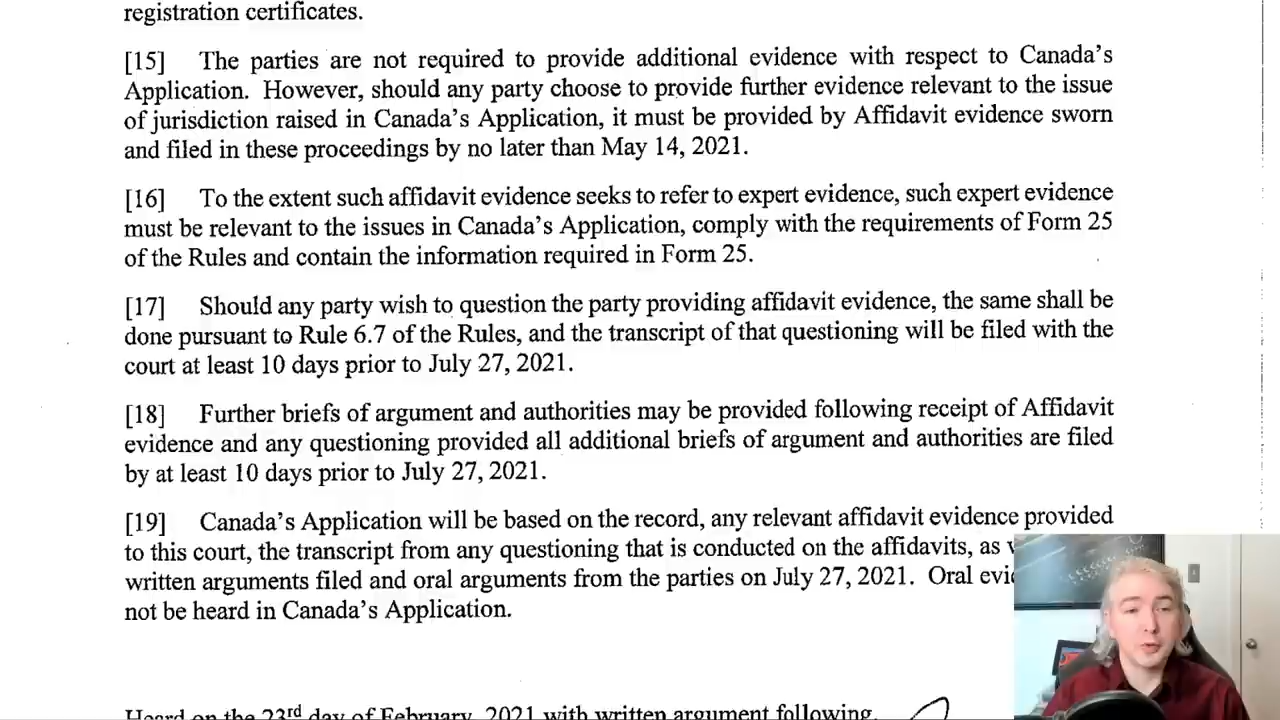 registration certificates.
[15] The parties are not required to provide additional evidence with respect to Canada's
Application. However, should any party choose to provide further evidence relevant to the issue
of jurisdiction raised in Canada's Application, it must be provided by Affidavit evidence sworn
and filed in these proceedings by no later than May 14, 2021.
[16] To the extent such affidavit evidence seeks to refer to expert evidence, such expert evidence
must be relevant to the issues in Canada's Application, comply with the requirements of Form 25
of the Rules and contain the information required in Form 25.
[17] Should any party wish to question the party providing affidavit evidence, the same shall be
done pursuant to Rule 6.7 of the Rules, and the transcript of that questioning will be filed with the
court at least 10 days prior to July 27, 2021.
[18] Further briefs of argument and authorities may be provided following receipt of Affidavit
evidence and any questioning provided all additional briefs of argument and authorities are filed
by at least 10 days prior to July 27, 2021.
[19] Canada's Application will be based on the record, any relevant affidavit evidence provided
to this court, the transcript from any questioning that is conducted on the affidavits, as
written arguments filed and oral arguments from the parties on July 27, 2021. Oral
not be heard in Canada's Application.
Heard on the 23rd day of February, 2021 with written argument following.